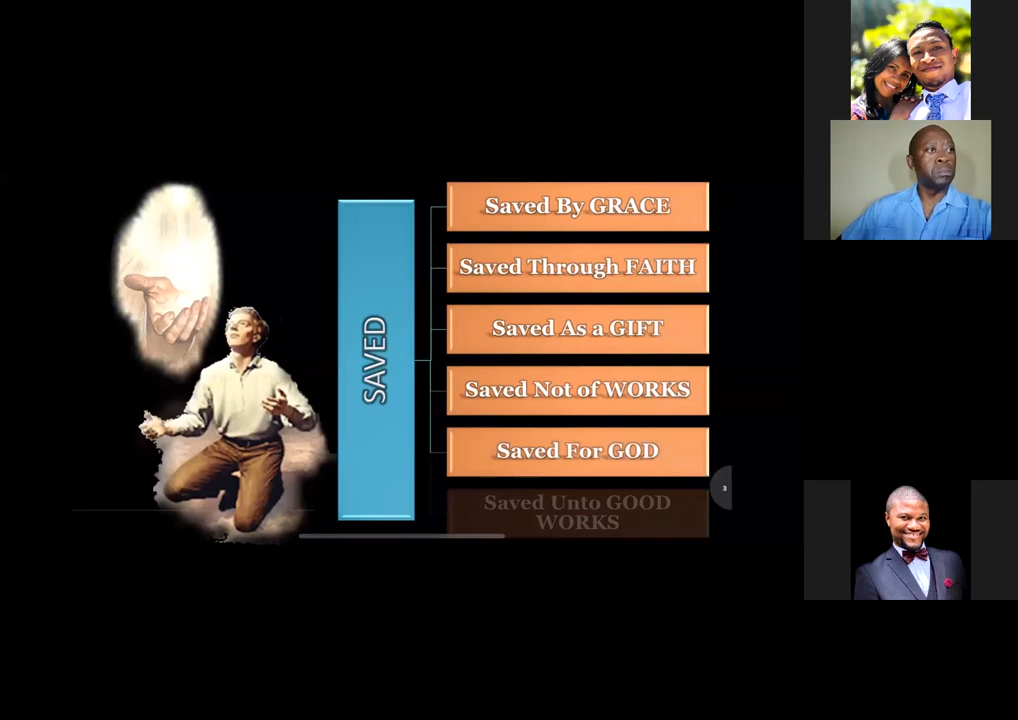 SAVED
Saved By GRACE
Saved Through FAITH
Saved As a GIFT
Saved Not of WORKS
Saved For GOD
Saved Unto GOOD
WORKS
3